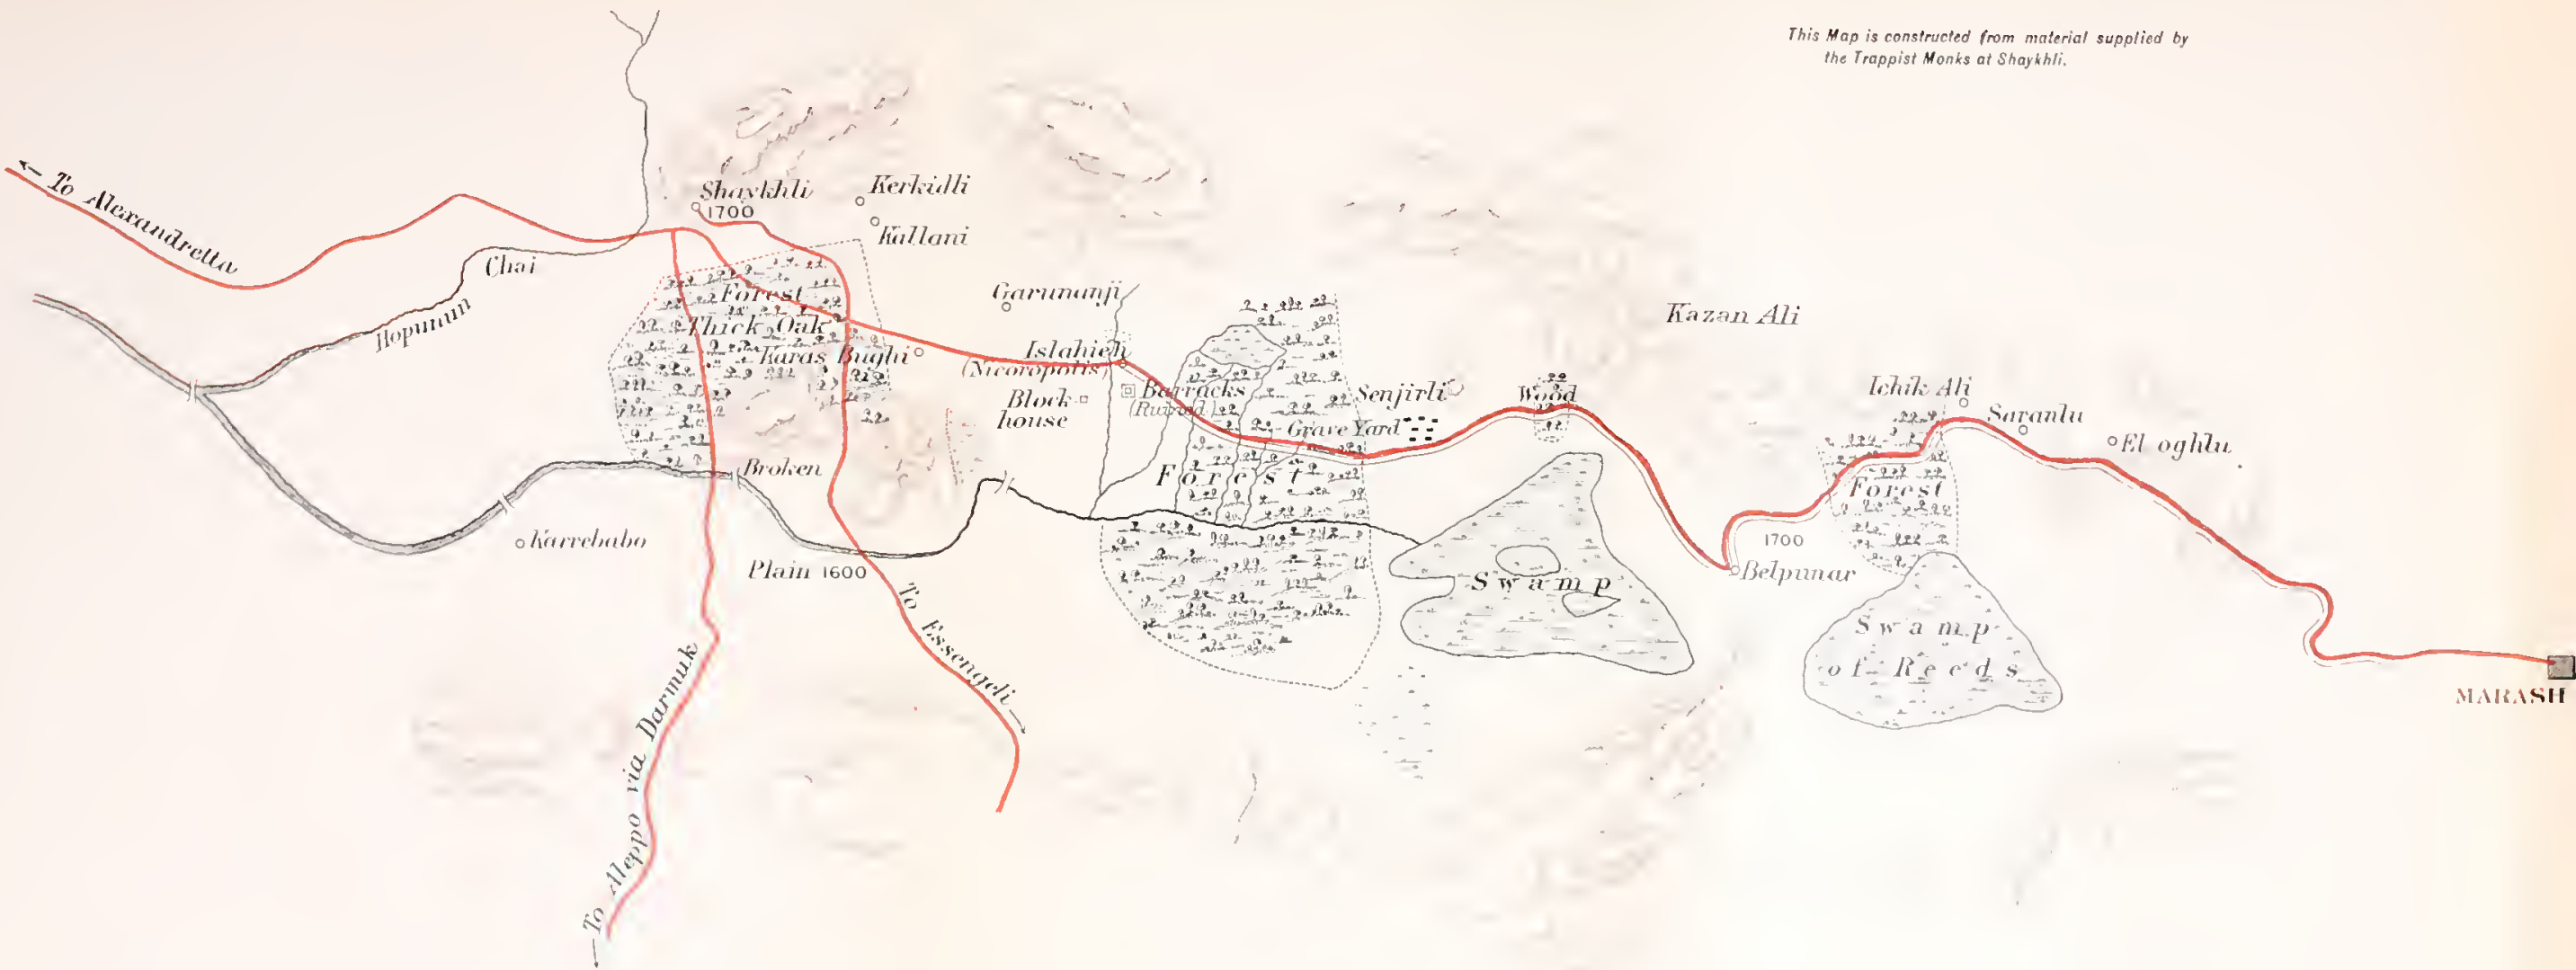 This Map is constructed from material supplied by
the Trappist Monks at Shaykhli.
To Alexandretta
Shaykhli
1700
Kerkidli
Kallani
Chai
Hopunun
Forest
Thick Oak
Karas Bughi
Garunanji
Islahieh
(Nicoropolis)
Block
house
Barracks
(Ruined)
Senjirli
Grave Yard
Wood
Kazan Ali
Ichik Ali
Saranlu
El oghlu
Forest
Forest
Broken
Karrebabo
Plain 1600
Swamp
1700
Belpunar
Swamp
of Reeds
To Essengeli
To Aleppo via Darmuk
MARASH